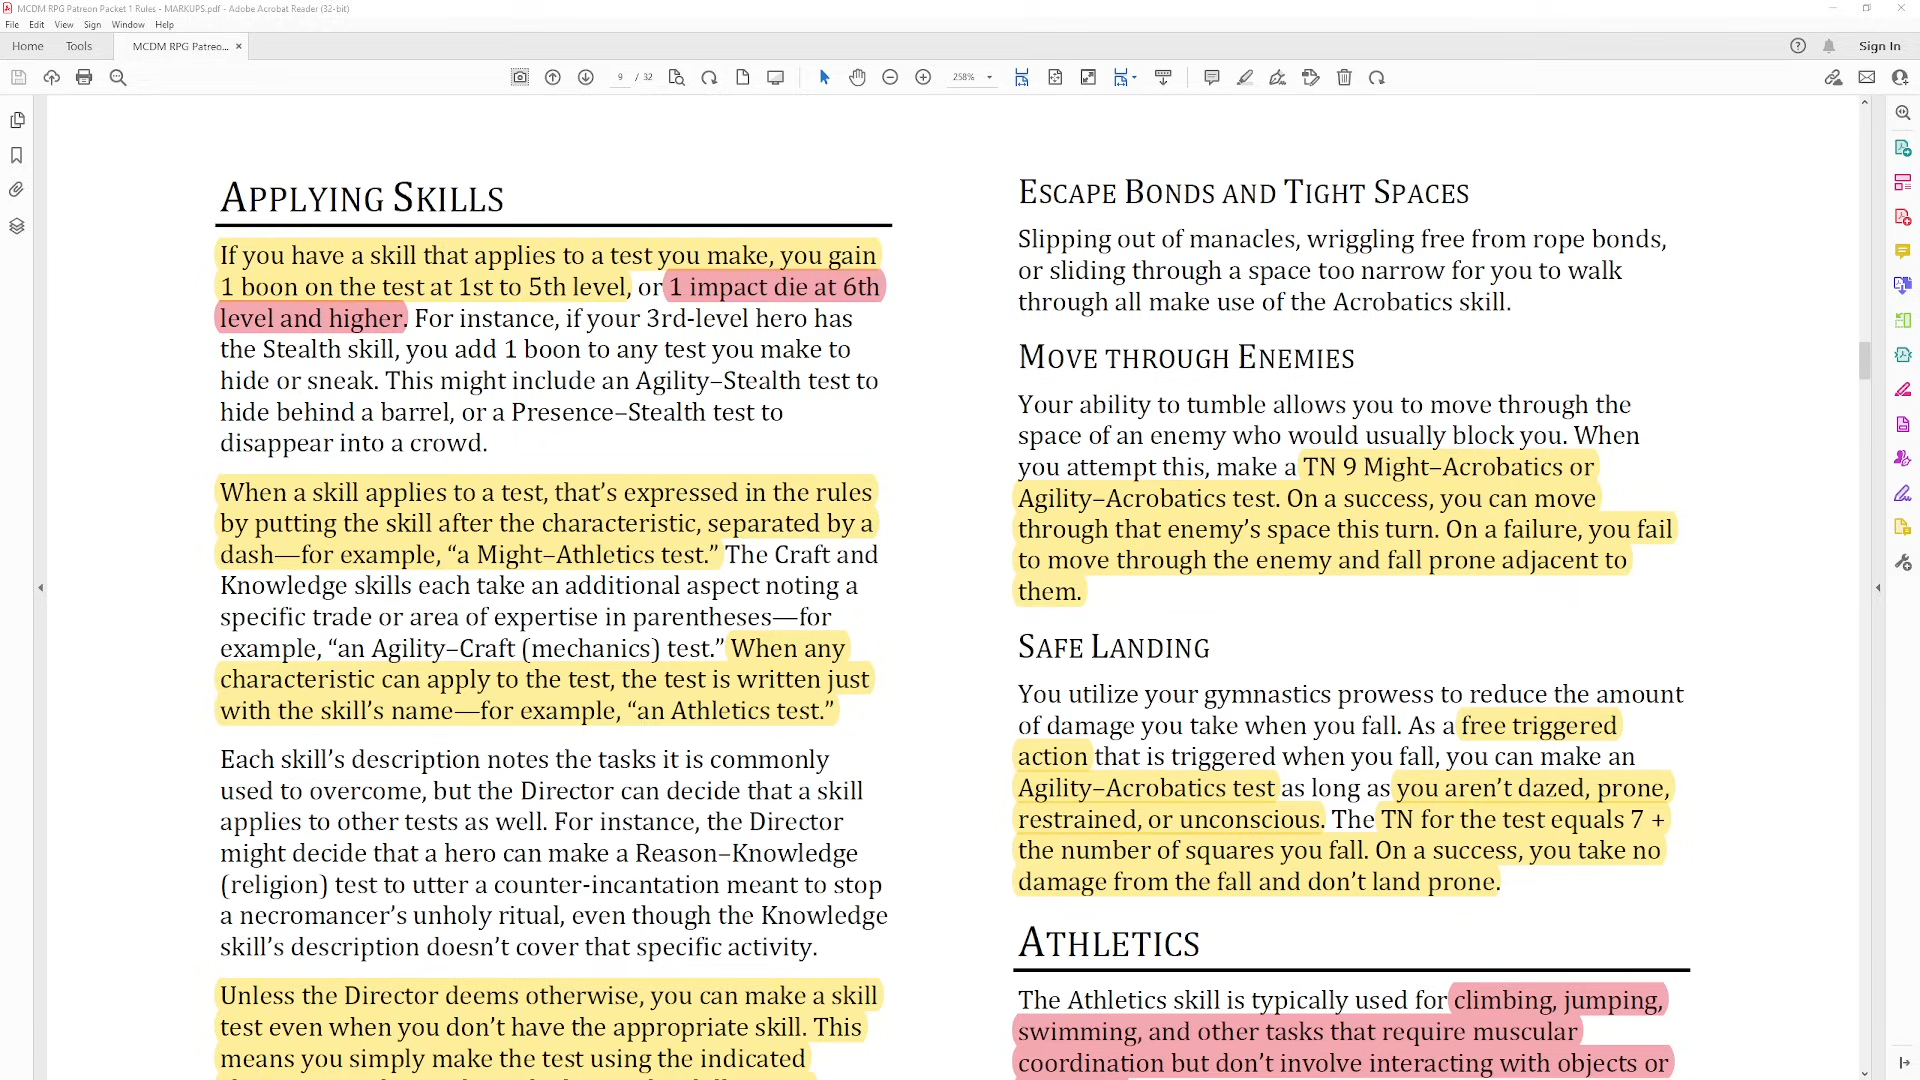 MCDM RPG Patreon Packet 1 Rules - MARKUPS.pdf - Adobe Acrobat Reader (32-bit)
File Edit View Sign Window Help
Home Tools MCDM RPG Patreo... × Sign In
9 / 32 258%
APPLYING SKILLS
If you have a skill that applies to a test you make, you gain
1 boon on the test at 1st to 5th level, or 1 impact die at 6th
level and higher. For instance, if your 3rd-level hero has
the Stealth skill, you add 1 boon to any test you make to
hide or sneak. This might include an Agility–Stealth test to
hide behind a barrel, or a Presence–Stealth test to
disappear into a crowd.
When a skill applies to a test, that’s expressed in the rules
by putting the skill after the characteristic, separated by a
dash—for example, “a Might–Athletics test.” The Craft and
Knowledge skills each take an additional aspect noting a
specific trade or area of expertise in parentheses—for
example, “an Agility–Craft (mechanics) test.” When any
characteristic can apply to the test, the test is written just
with the skill’s name—for example, “an Athletics test.”
Each skill’s description notes the tasks it is commonly
used to overcome, but the Director can decide that a skill
applies to other tests as well. For instance, the Director
might decide that a hero can make a Reason–Knowledge
(religion) test to utter a counter-incantation meant to stop
a necromancer’s unholy ritual, even though the Knowledge
skill’s description doesn’t cover that specific activity.
Unless the Director deems otherwise, you can make a skill
test even when you don’t have the appropriate skill. This
means you simply make the test using the indicated
ESCAPE BONDS AND TIGHT SPACES
Slipping out of manacles, wriggling free from rope bonds,
or sliding through a space too narrow for you to walk
through all make use of the Acrobatics skill.
MOVE THROUGH ENEMIES
Your ability to tumble allows you to move through the
space of an enemy who would usually block you. When
you attempt this, make a TN 9 Might–Acrobatics or
Agility–Acrobatics test. On a success, you can move
through that enemy’s space this turn. On a failure, you fail
to move through the enemy and fall prone adjacent to
them.
SAFE LANDING
You utilize your gymnastics prowess to reduce the amount
of damage you take when you fall. As a free triggered
action that is triggered when you fall, you can make an
Agility–Acrobatics test as long as you aren’t dazed, prone,
restrained, or unconscious. The TN for the test equals 7 +
the number of squares you fall. On a success, you take no
damage from the fall and don’t land prone.
ATHLETICS
The Athletics skill is typically used for climbing, jumping,
swimming, and other tasks that require muscular
coordination but don’t involve interacting with objects or